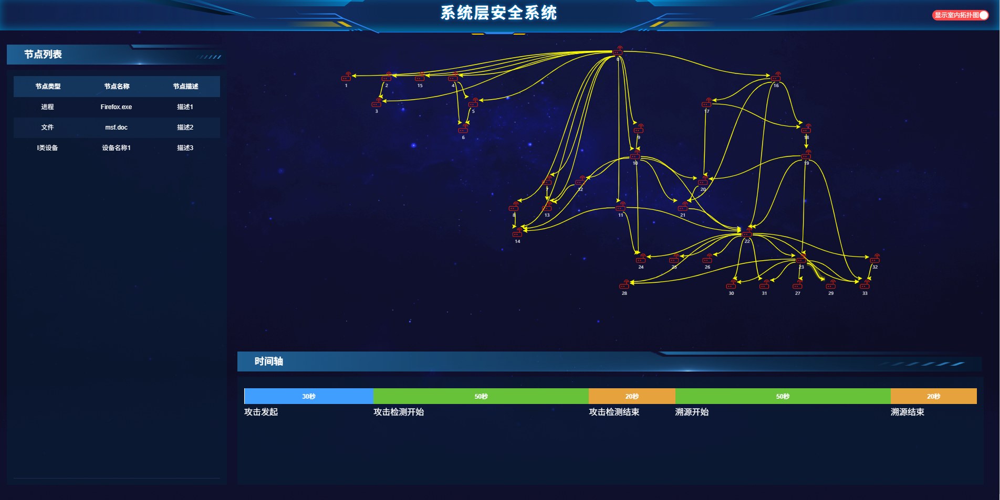 系统层安全系统
显示室内拓扑图
节点列表
节点类型 节点名称 节点描述
进程 Firefox.exe 描述1
文件 msf.doc 描述2
I类设备 设备名称1 描述3
0
1 2 15 4 16
3 5 17
6 9 18
10 19
7 12 20
8 13 11 21
14 22
24 25 26 23 32
28 30 31 27 29 33
时间轴
30秒 50秒 20秒 50秒 20秒
攻击发起 攻击检测开始 攻击检测结束 溯源开始 溯源结束